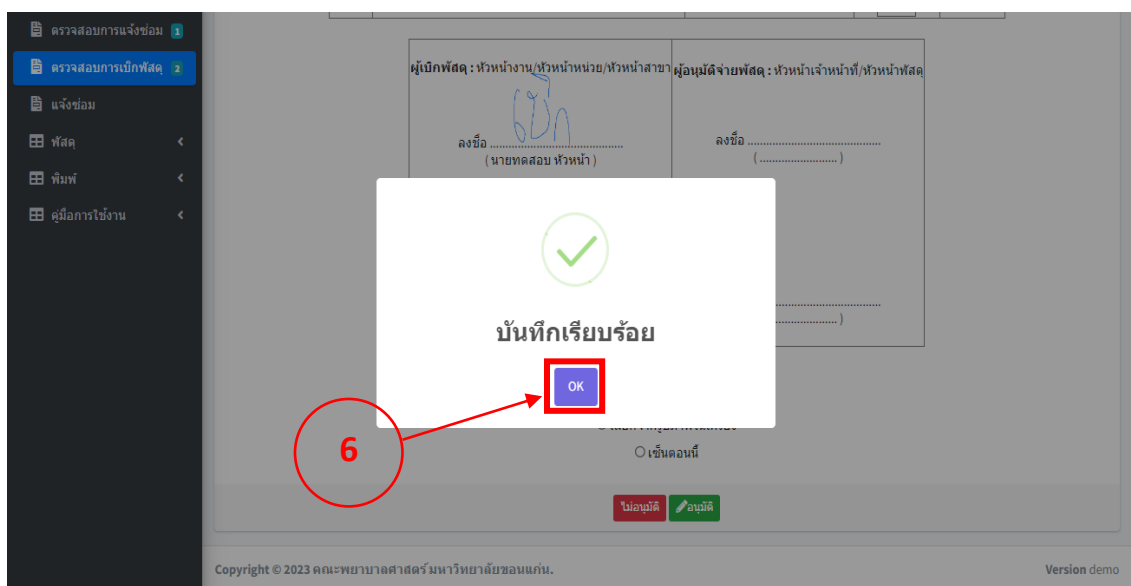 ตรวจสอบการแจ้งซ่อม 1
ตรวจสอบการเบิกพัสดุ 2
แจ้งซ่อม
พัสดุ
พิมพ์
คู่มือการใช้งาน
ผู้เบิกพัสดุ : หัวหน้างาน/หัวหน้าหน่วย/หัวหน้าสาขา
ผู้อนุมัติจ่ายพัสดุ : หัวหน้าเจ้าหน้าที่/หัวหน้าพัสดุ
เบิก
ลงชื่อ ............................................
ลงชื่อ ............................................
( นายทดสอบ หัวหน้า )
( .......................... )
บันทึกเรียบร้อย
OK
6
เซ็นตอนนี้
ไม่อนุมัติ
อนุมัติ
Copyright © 2023 คณะพยาบาลศาสตร์ มหาวิทยาลัยขอนแก่น.
Version demo